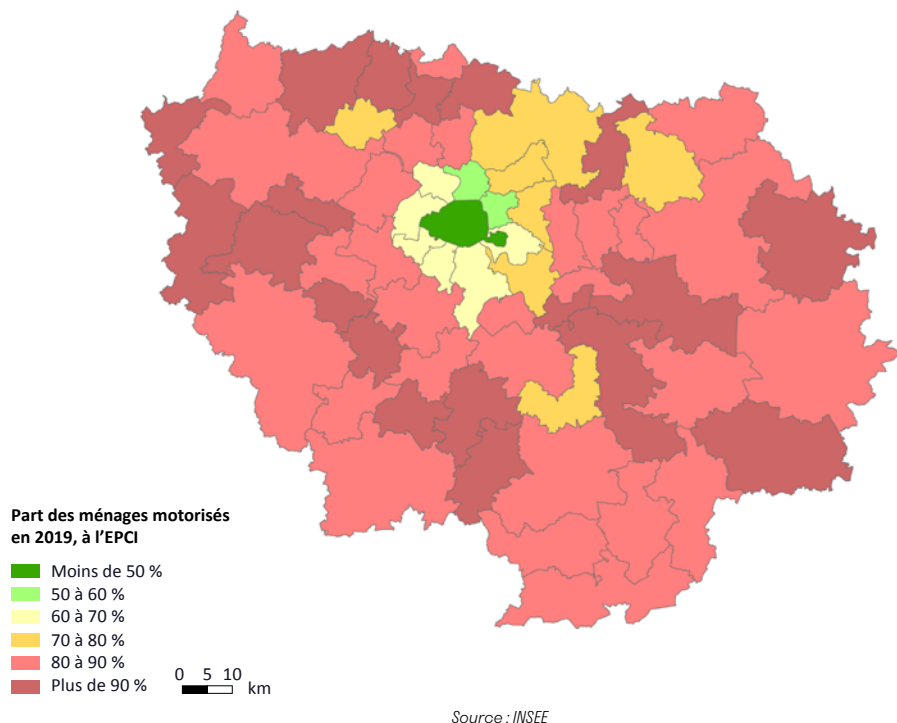 Part des ménages motorisés
en 2019, à l’EPCI
Moins de 50 %
50 à 60 %
60 à 70 %
70 à 80 %
80 à 90 %
Plus de 90 %
0 5 10
km
Source : INSEE